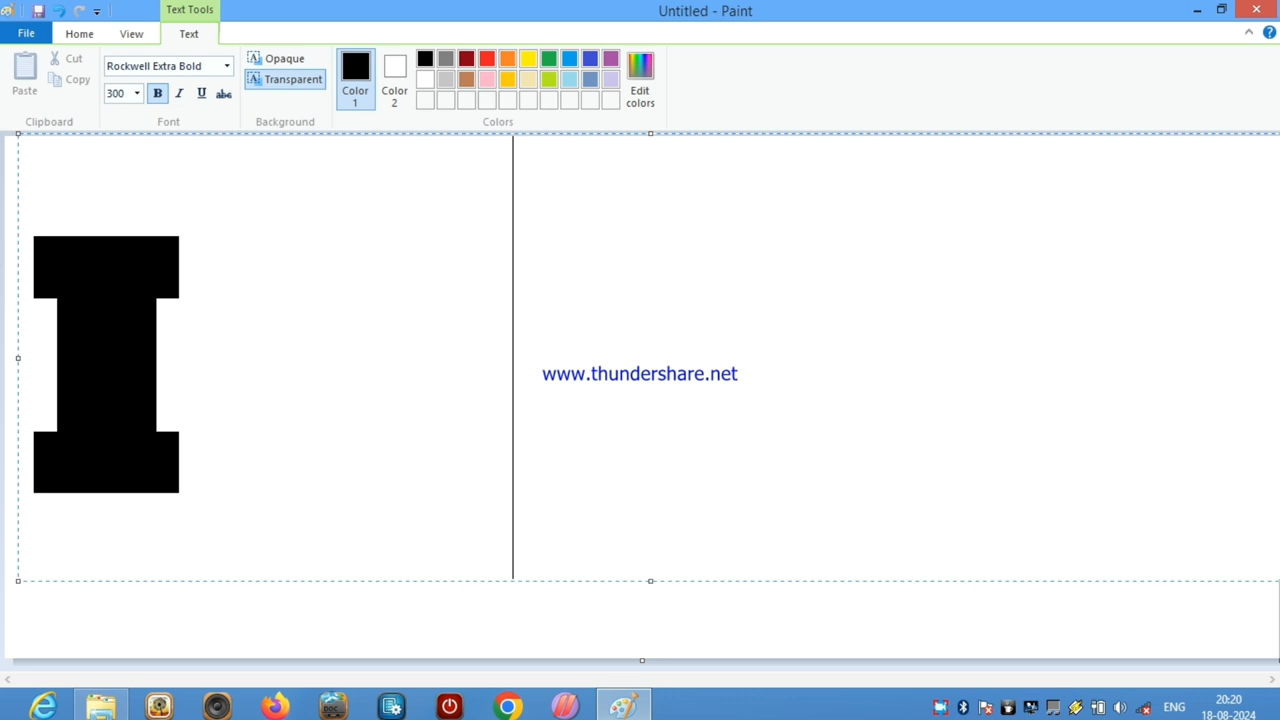 Text Tools
Untitled - Paint
File
Home
View
Text
Paste
Cut
Copy
Clipboard
Rockwell Extra Bold
300
B I U abc
Font
Opaque
Transparent
Background
Color 1
Color 2
Edit colors
Colors
I
www.thundershare.net
ENG
20:20
18-08-2024